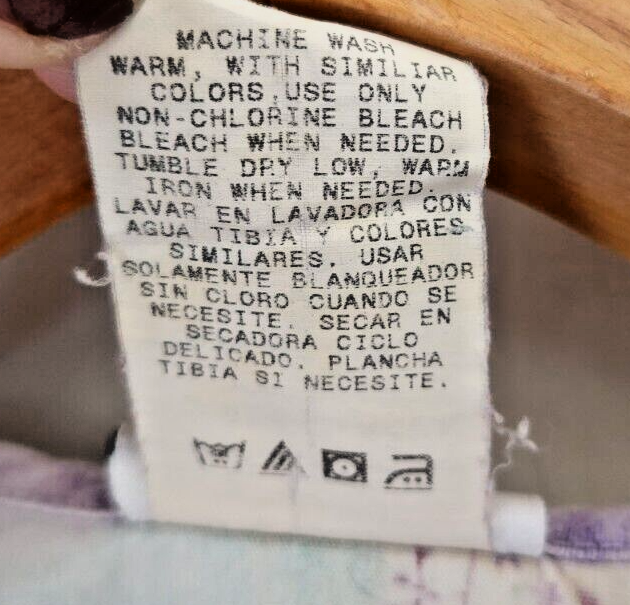 MACHINE WASH
WARM, WITH SIMILIAR
COLORS,USE ONLY
NON-CHLORINE BLEACH
BLEACH WHEN NEEDED.
TUMBLE DRY LOW, WARM
IRON WHEN NEEDED.
LAVAR EN LAVADORA CON
AGUA TIBIA Y COLORES
SIMILARES. USAR
SOLAMENTE BLANQUEADOR
SIN CLORO CUANDO SE
NECESITE. SECAR EN
SECADORA CICLO
DELICADO. PLANCHA
TIBIA SI NECESITE.